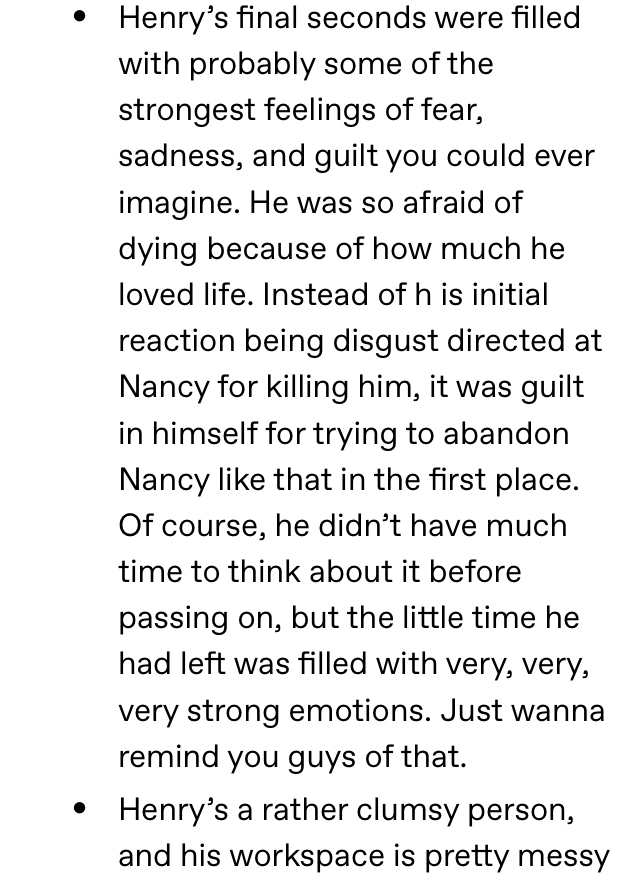 • Henry’s final seconds were filled
with probably some of the
strongest feelings of fear,
sadness, and guilt you could ever
imagine. He was so afraid of
dying because of how much he
loved life. Instead of h is initial
reaction being disgust directed at
Nancy for killing him, it was guilt
in himself for trying to abandon
Nancy like that in the first place.
Of course, he didn’t have much
time to think about it before
passing on, but the little time he
had left was filled with very, very,
very strong emotions. Just wanna
remind you guys of that.
• Henry’s a rather clumsy person,
and his workspace is pretty messy